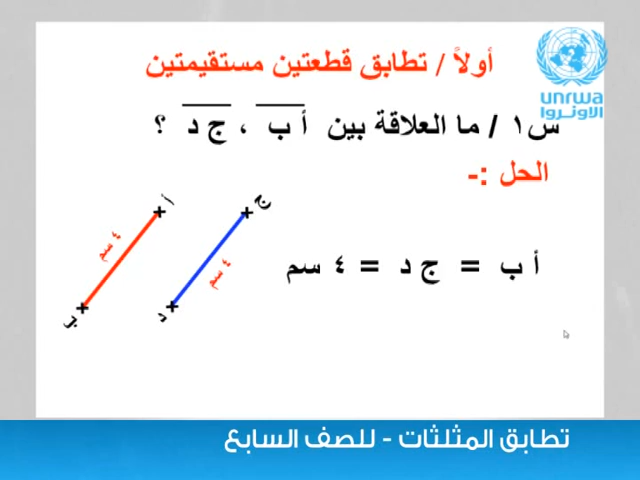 أولاً / تطابق قطعتين مستقيمتين
unrwa
الأونروا
س١ / ما العلاقة بين أ ب ، ج د ؟
الحل :-
أ ب = ج د = ٤ سم
أ
ج
٤ سم
٤ سم
ب
د
تطابق المثلثات - للصف السابع